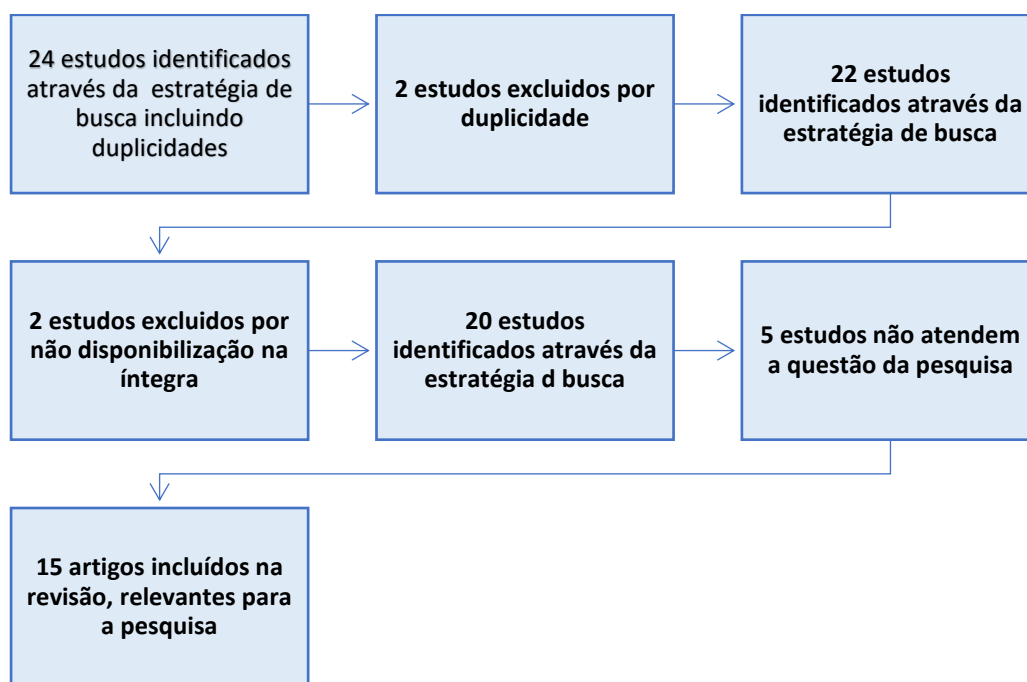 24 estudos identificados
através da estratégia de
busca incluindo
duplicidades
2 estudos excluidos por
duplicidade
22 estudos
identificados através da
estratégia de busca
2 estudos excluidos por
não disponibilização na
íntegra
20 estudos
identificados através da
estratégia d busca
5 estudos não atendem
a questão da pesquisa
15 artigos incluídos na
revisão, relevantes para
a pesquisa